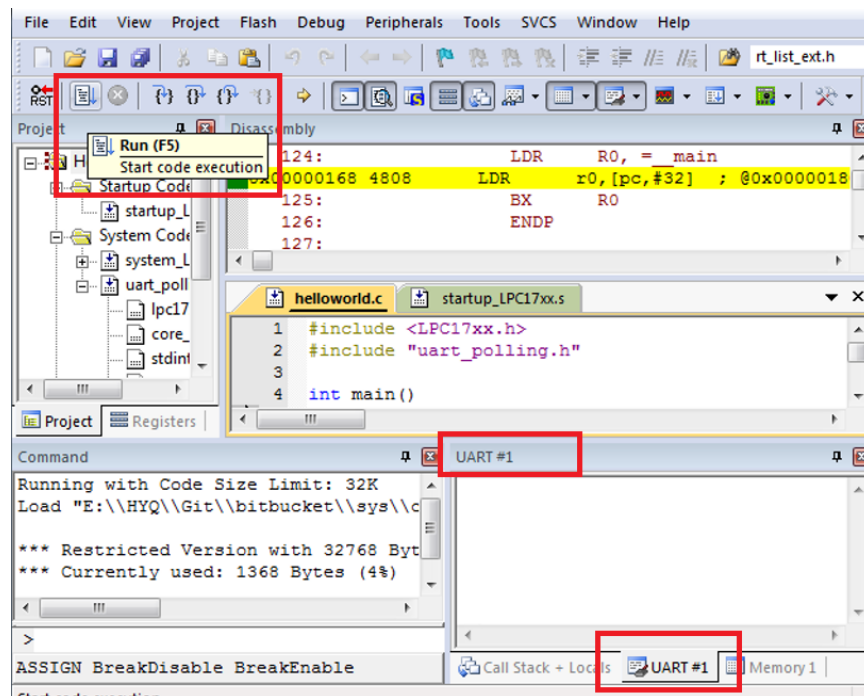 File Edit View Project Flash Debug Peripherals Tools SVCS Window Help
rt_list_ext.h
RST
Project
Disassembly
Run (F5)
Start code execution
124: LDR R0, =__main
0x00000168 4808 LDR r0,[pc,#32] ; @0x0000018
125: BX R0
126: ENDP
127:
H
Startup Code
startup_L
System Code
system_L
uart_poll
lpc17
core_
stdint
helloworld.c startup_LPC17xx.s
1 #include <LPC17xx.h>
2 #include "uart_polling.h"
3
4 int main()
Project Registers
Command
UART #1
Running with Code Size Limit: 32K
Load "E:\\HYQ\\Git\\bitbucket\\sys\\c
*** Restricted Version with 32768 Byt
*** Currently used: 1368 Bytes (4%)
>
ASSIGN BreakDisable BreakEnable
Call Stack + Locals UART #1 Memory 1
Start code execution